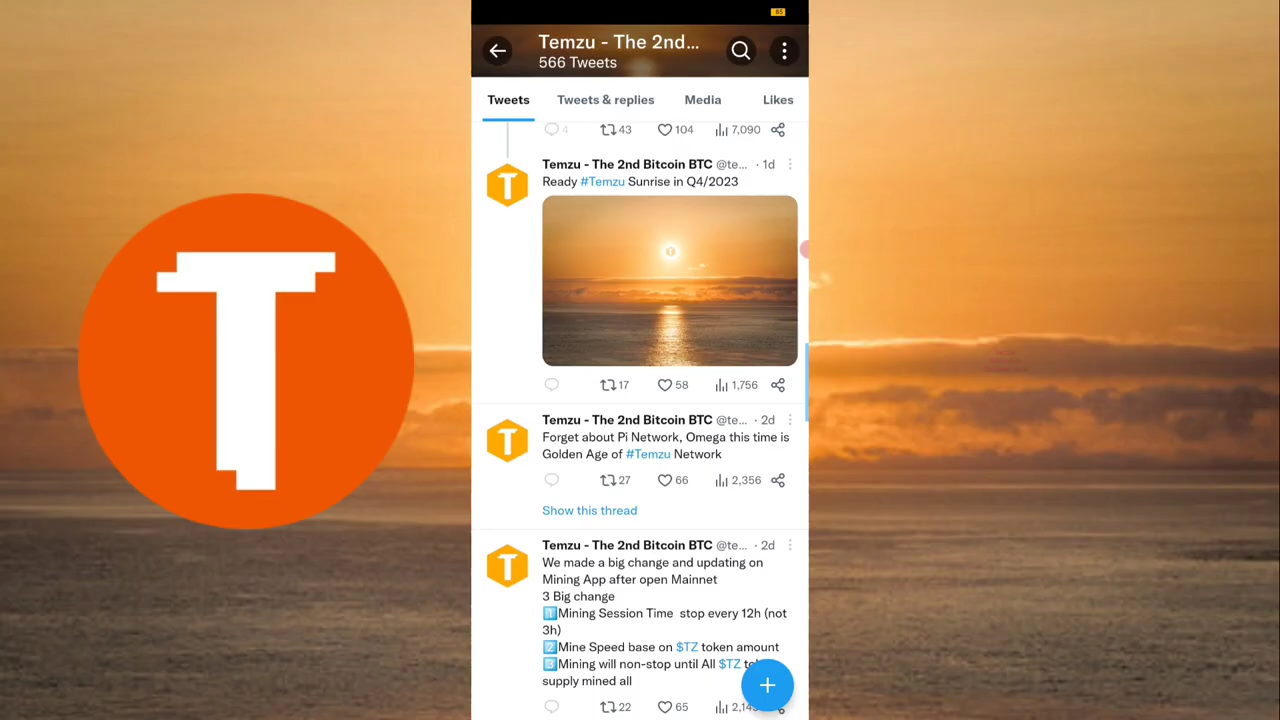 85
Temzu - The 2nd...
566 Tweets
Tweets
Tweets & replies
Media
Likes
4
43
104
7,090
Temzu - The 2nd Bitcoin BTC @te... · 1d
Ready #Temzu Sunrise in Q4/2023
17
58
1,756
Temzu - The 2nd Bitcoin BTC @te... · 2d
Forget about Pi Network, Omega this time is
Golden Age of #Temzu Network
27
66
2,356
Show this thread
Temzu - The 2nd Bitcoin BTC @te... · 2d
We made a big change and updating on
Mining App after open Mainnet
3 Big change
1️⃣Mining Session Time stop every 12h (not
3h)
2️⃣Mine Speed base on $TZ token amount
3️⃣Mining will non-stop until All $TZ
supply mined all
22
65